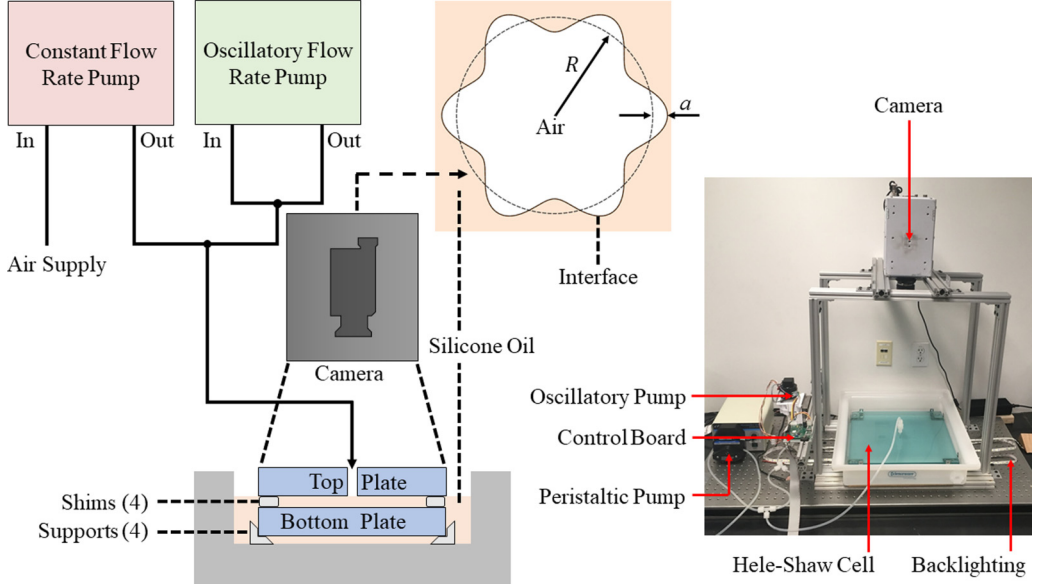 Constant Flow
Rate Pump
Oscillatory Flow
Rate Pump
In
Out
In
Out
Air Supply
R
a
Air
Interface
Camera
Silicone Oil
Top Plate
Bottom Plate
Shims (4)
Supports (4)
Camera
Oscillatory Pump
Control Board
Peristaltic Pump
Hele-Shaw Cell
Backlighting